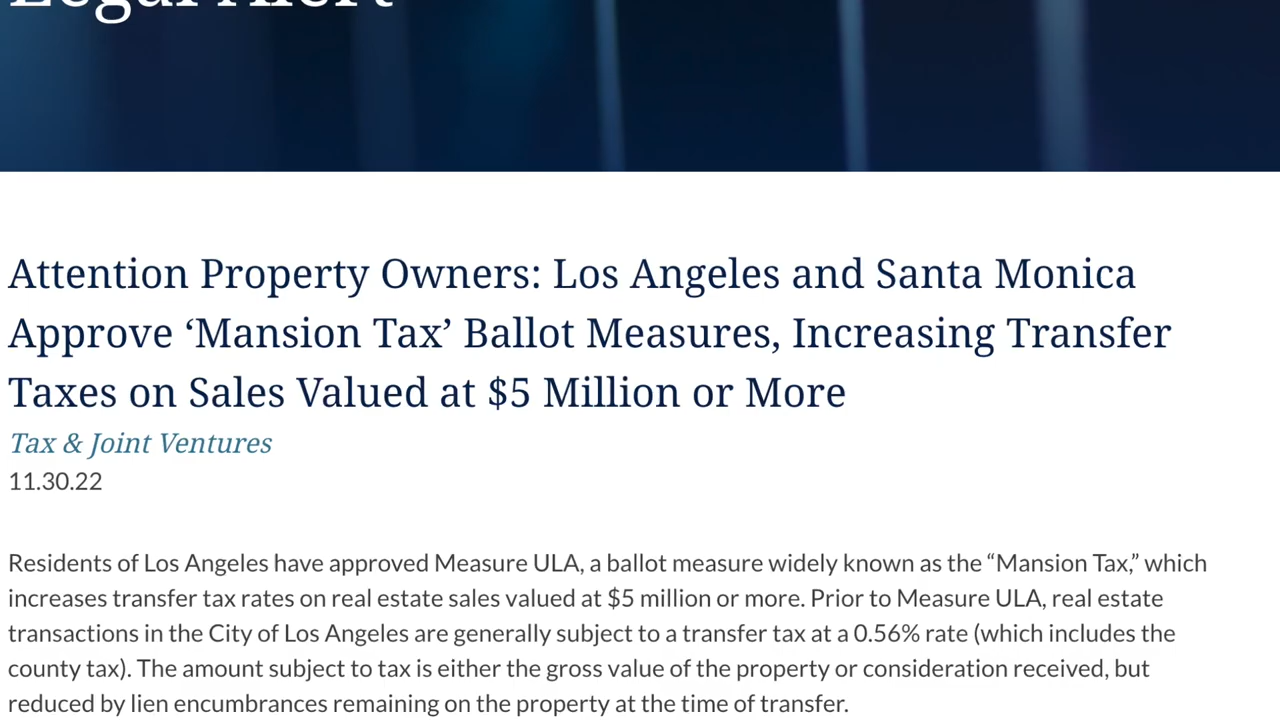 Legal Alert
Attention Property Owners: Los Angeles and Santa Monica
Approve ‘Mansion Tax’ Ballot Measures, Increasing Transfer
Taxes on Sales Valued at $5 Million or More
Tax & Joint Ventures
11.30.22
Residents of Los Angeles have approved Measure ULA, a ballot measure widely known as the “Mansion Tax,” which
increases transfer tax rates on real estate sales valued at $5 million or more. Prior to Measure ULA, real estate
transactions in the City of Los Angeles are generally subject to a transfer tax at a 0.56% rate (which includes the
county tax). The amount subject to tax is either the gross value of the property or consideration received, but
reduced by lien encumbrances remaining on the property at the time of transfer.